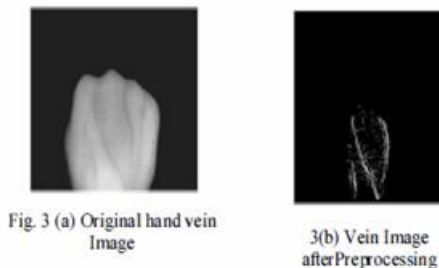 Fig. 3 (a) Original hand vein
Image
3(b) Vein Image
afterPreprocessing